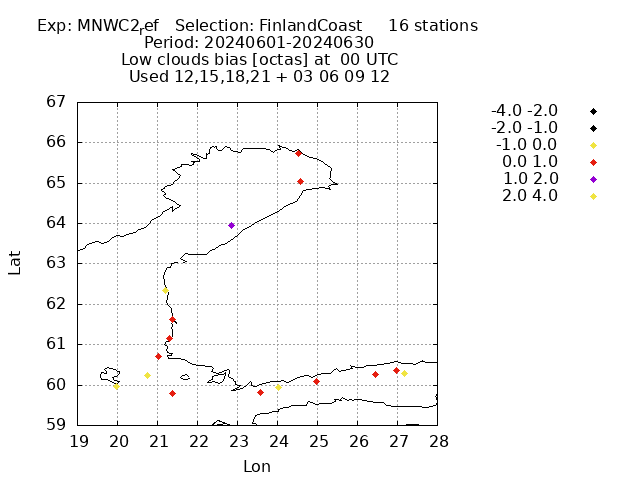 Exp: MNWC2ref Selection: FinlandCoast 16 stations
Period: 20240601-20240630
Low clouds bias [octas] at 00 UTC
Used 12,15,18,21 + 03 06 09 12
-4.0 -2.0
-2.0 -1.0
-1.0 0.0
0.0 1.0
1.0 2.0
2.0 4.0
67
66
65
64
63
62
61
60
59
Lat
19 20 21 22 23 24 25 26 27 28
Lon